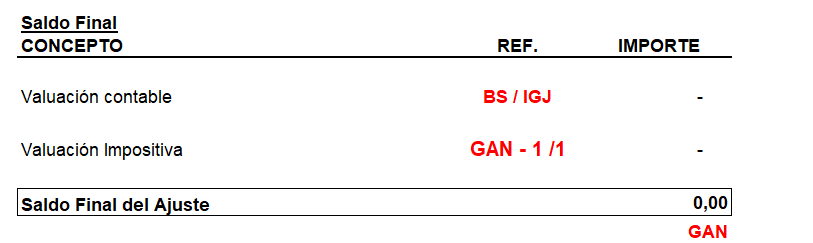 Saldo Final
CONCEPTO REF. IMPORTE
Valuación contable BS / IGJ -
Valuación Impositiva GAN - 1 /1 -
Saldo Final del Ajuste 0,00
GAN